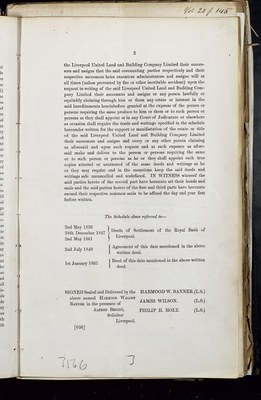 3
the Liverpool United Land and Building Company Limited their succes-
sors and assigns that the said covenanting parties respectively and their
respective successors heirs executors administrators and assigns will at
all times (unless prevented by fire or other inevitable accident) upon the
request in writing of the said Liverpool United Land and Building Com-
pany Limited their successors and assigns or any person lawfully or
equitably claiming through him or them any estate or interest in the
said hereditaments hereinbefore granted at the expense of the person or
persons requiring the same produce to him or them or to such person or
persons as they shall appoint or in any Court of Judicature or elsewhere
as occasion shall require the deeds and writings specified in the schedule
hereunder written for the support or manifestation of the estate or title
of the said Liverpool United Land and Building Company Limited
their successors and assigns and every or any other person claiming
as aforesaid and upon such request and at such expense as afore-
said make and deliver to the person or persons requiring the same
or to such person or persons as he or they shall appoint such true
copies attested or unattested of the same deeds and writings as he
or they may require and in the meantime keep the said deeds and
writings safe uncancelled and undefaced. IN WITNESS whereof the
said parties hereto of the second part have hereunto set their hands and
seals and the said parties hereto of the first and third parts have hereunto
caused their respective common seals to be affixed the day and year first
before written.
The Schedule above referred to:—
2nd May 1836
24th December 1867
2nd May 1881
Deeds of Settlement of the Royal Bank of
Liverpool.
2nd July 1840
Agreement of this date mentioned in the above
written deed.
1st January 1885
Deed of this date mentioned in the above written
deed.
SIGNED Sealed and Delivered by the
above named HARMOOD WALCOT
BANNER in the presence of
ALFRED BRIGHT,
Solicitor
Liverpool.
HARMOOD W. BANNER. (L.S.)
JAMES WILSON. (L.S.)
PHILIP H. HOLT. (L.S.)
3